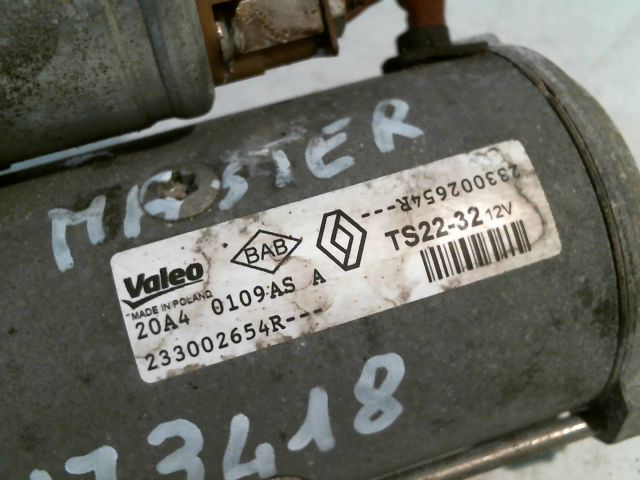 MASTER
233002654R---
TS22-32 12V
BAB
Valeo
MADE IN POLAND
20A4 0109AS A
233002654R---
73418